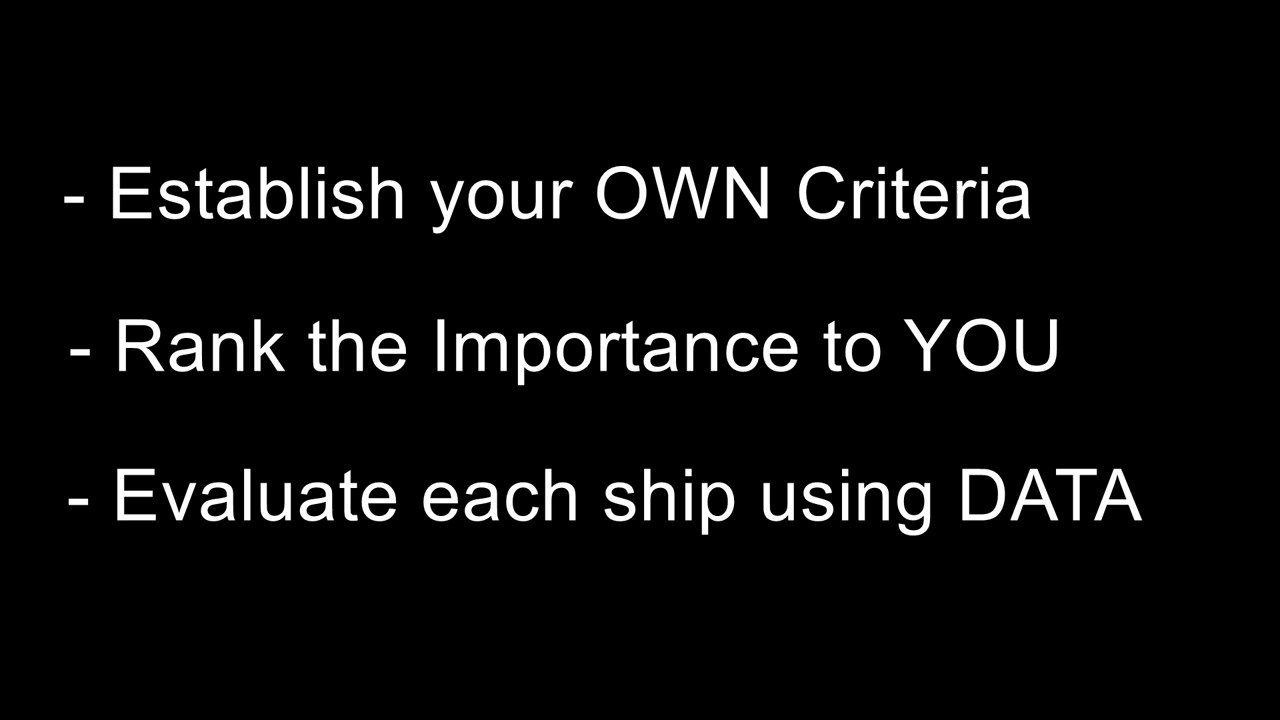 - Establish your OWN Criteria
- Rank the Importance to YOU
- Evaluate each ship using DATA